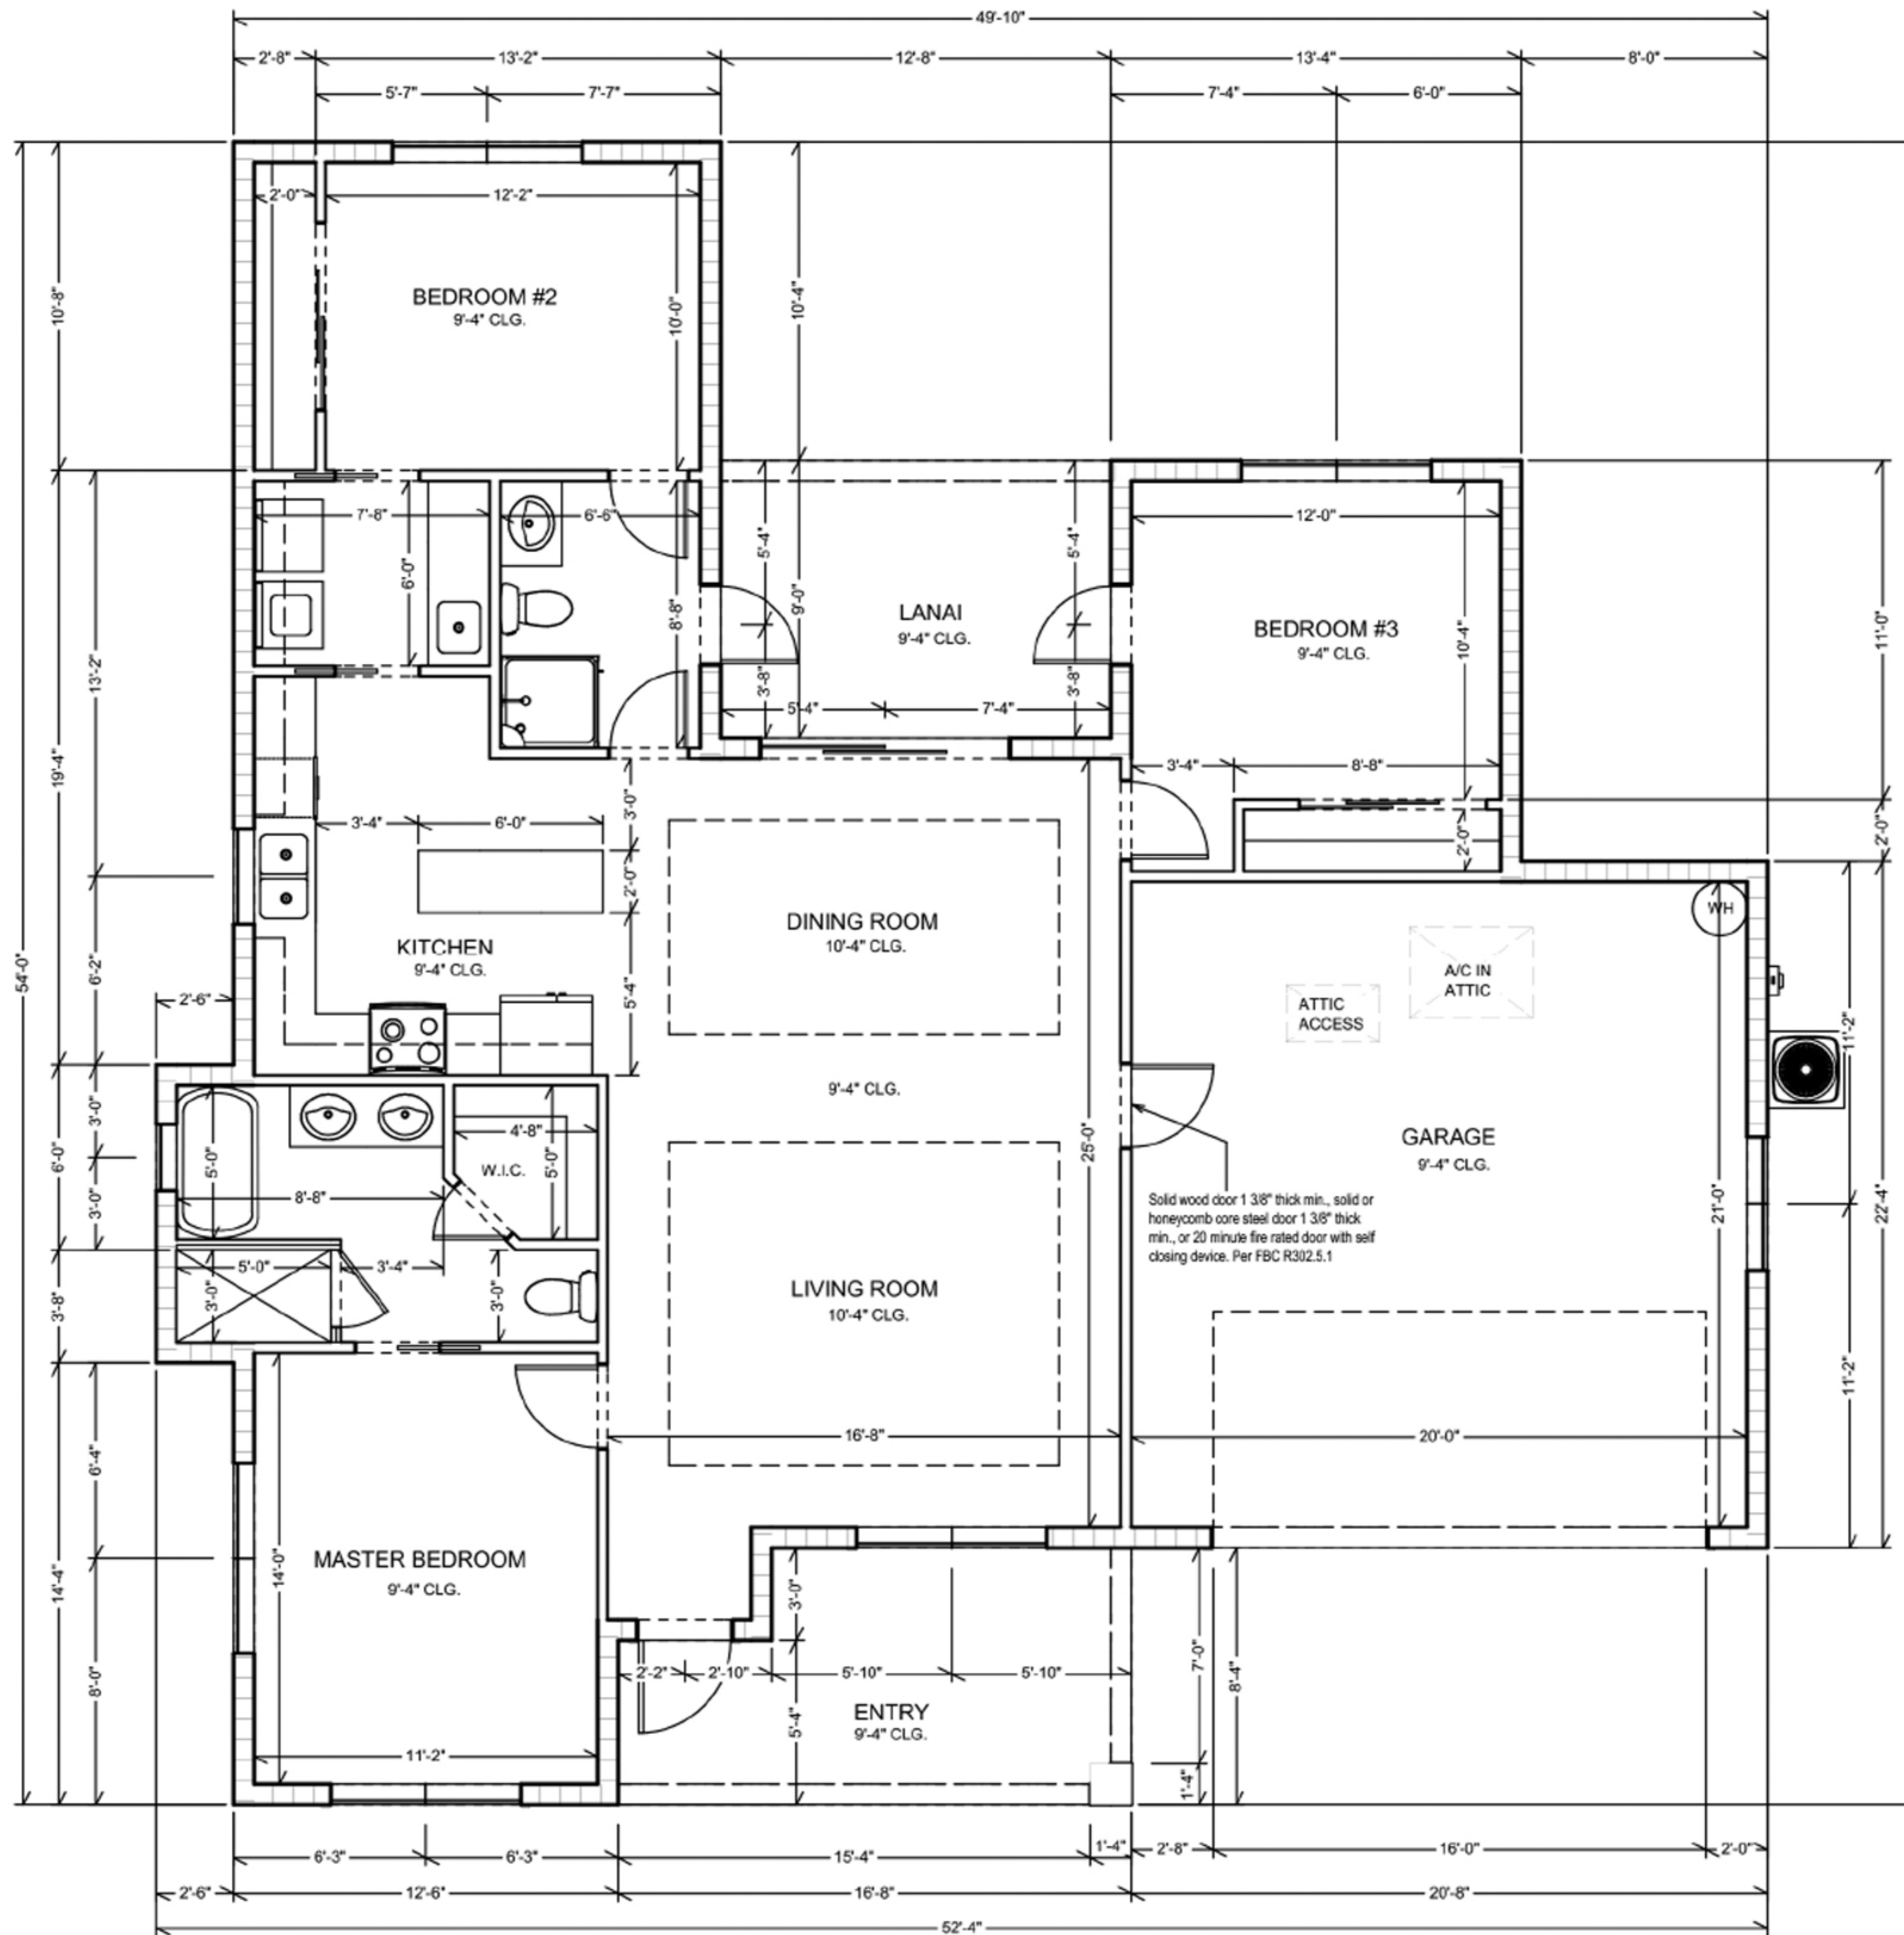 49'-10"
2'-8" 13'-2" 12'-8" 13'-4" 8'-0"
5'-7" 7'-7" 7'-4" 6'-0"
2'-0" 12'-2"
10'-8"
BEDROOM #2
9'-4" CLG.
10'-0"
10'-4"
7'-8" 6'-6" 12'-0"
5'-4" 5'-4"
6'-0" 8'-8" 9'-0"
LANAI
9'-4" CLG.
BEDROOM #3
9'-4" CLG.
10'-4"
11'-0"
13'-2"
3'-8" 3'-8"
5'-4" 7'-4"
19'-4"
3'-4" 8'-8"
3'-4" 6'-0" 3'-0"
2'-0" 2'-0"
2'-0"
DINING ROOM
10'-4" CLG.
WH
KITCHEN
9'-4" CLG.
54'-0"
6'-2"
2'-6"
5'-4"
A/C IN
ATTIC
ATTIC
ACCESS
11'-2"
9'-4" CLG.
3'-0"
4'-8"
GARAGE
9'-4" CLG.
6'-0"
5'-0" 5'-0"
25'-0"
W.I.C.
8'-8"
3'-0"
21'-0"
22'-4"
Solid wood door 1 3/8" thick min., solid or
honeycomb core steel door 1 3/8" thick
min., or 20 minute fire rated door with self
closing device. Per FBC R302.5.1
5'-0" 3'-4"
3'-0" 3'-0"
3'-8"
LIVING ROOM
10'-4" CLG.
11'-2"
16'-8" 20'-0"
6'-4"
MASTER BEDROOM
9'-4" CLG.
14'-0"
14'-4"
3'-0"
8'-0"
2'-2" 2'-10" 5'-10" 5'-10"
7'-0"
8'-4"
ENTRY
9'-4" CLG.
5'-4"
11'-2"
1'-4"
6'-3" 6'-3" 15'-4" 1'-4" 2'-8" 16'-0" 2'-0"
2'-6" 12'-6" 16'-8" 20'-8"
52'-4"